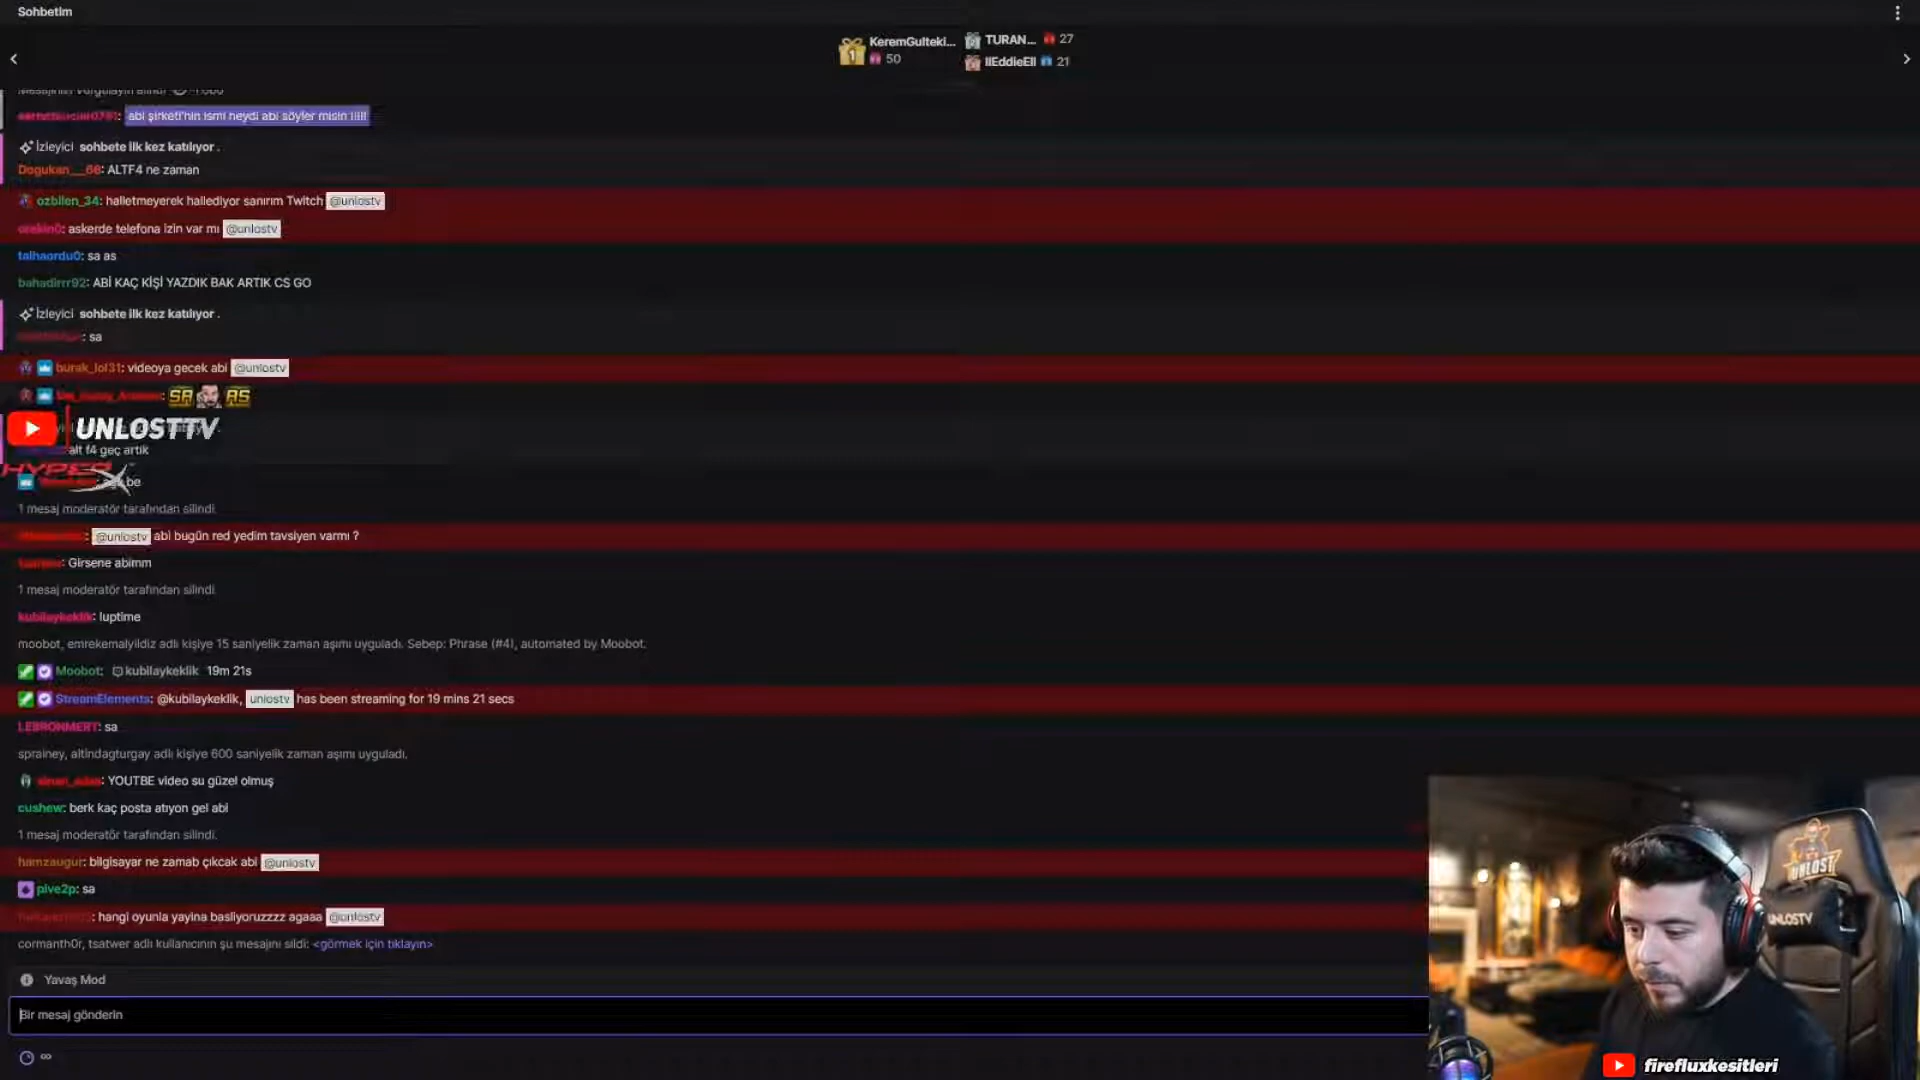 Sohbetim
KeremGulteki...
50
TURAN... 27
IlEddieEll 21
abi şirketi'nin ismi neydi abi söyler misin
İzleyici sohbete ilk kez katılıyor .
Dogukan__66: ALTF4 ne zaman
ozbilen_34: halletmeyerek hallediyor sanırım Twitch @unlostv
askerde telefona izin var mı @unlostv
talhaordu0: sa as
bahadirrr92: ABİ KAÇ KİŞİ YAZDIK BAK ARTIK CS GO
İzleyici sohbete ilk kez katılıyor .
: sa
burak_lol31: videoya gecek abi @unlostv
SA AS
UNLOSTTV
alt f4 geç artık
HYPERX
be
1 mesaj moderatör tarafından silindi.
@unlostv abi bugün red yedim tavsiyen varmı ?
: Girsene abimm
1 mesaj moderatör tarafından silindi.
kubilaykeklik: !uptime
moobot, emrekemalyildiz adlı kişiye 15 saniyelik zaman aşımı uyguladı. Sebep: Phrase (#4), automated by Moobot.
Moobot: kubilaykeklik 19m 21s
StreamElements: @kubilaykeklik, unlostv has been streaming for 19 mins 21 secs
LEBRONMERT: sa
sprainey, altindagturgay adlı kişiye 600 saniyelik zaman aşımı uyguladı.
: YOUTBE video su güzel olmuş
cushew: berk kaç posta atıyon gel abi
1 mesaj moderatör tarafından silindi.
hamzaugur: bilgisayar ne zamab çıkcak abi @unlostv
pive2p: sa
: hangi oyunla yayina basliyoruzzzz agaaa @unlostv
cormanth0r, tsatwer adlı kullanıcının şu mesajını sildi: <görmek için tıklayın>
Yavaş Mod
Bir mesaj gönderin
∞
UNLOST
UNLOSTV
firefluxkesitleri